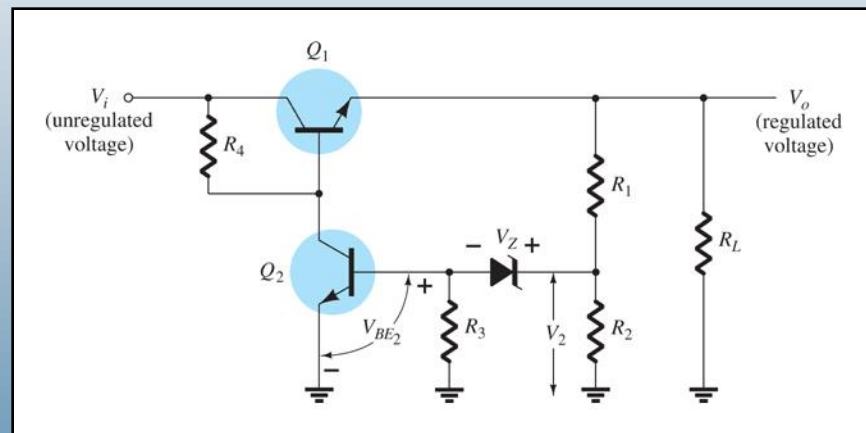 Q1
Vi
(unregulated
voltage)
Vo
(regulated
voltage)
R4
R1
RL
VZ
− +
Q2
+
VBE2
−
R3
V2
R2